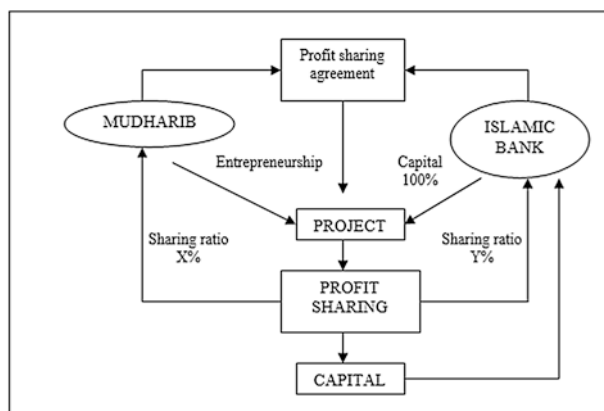 Profit sharing
agreement
MUDHARIB
ISLAMIC
BANK
Entrepreneurship
Capital
100%
PROJECT
Sharing ratio
X%
Sharing ratio
Y%
PROFIT
SHARING
CAPITAL